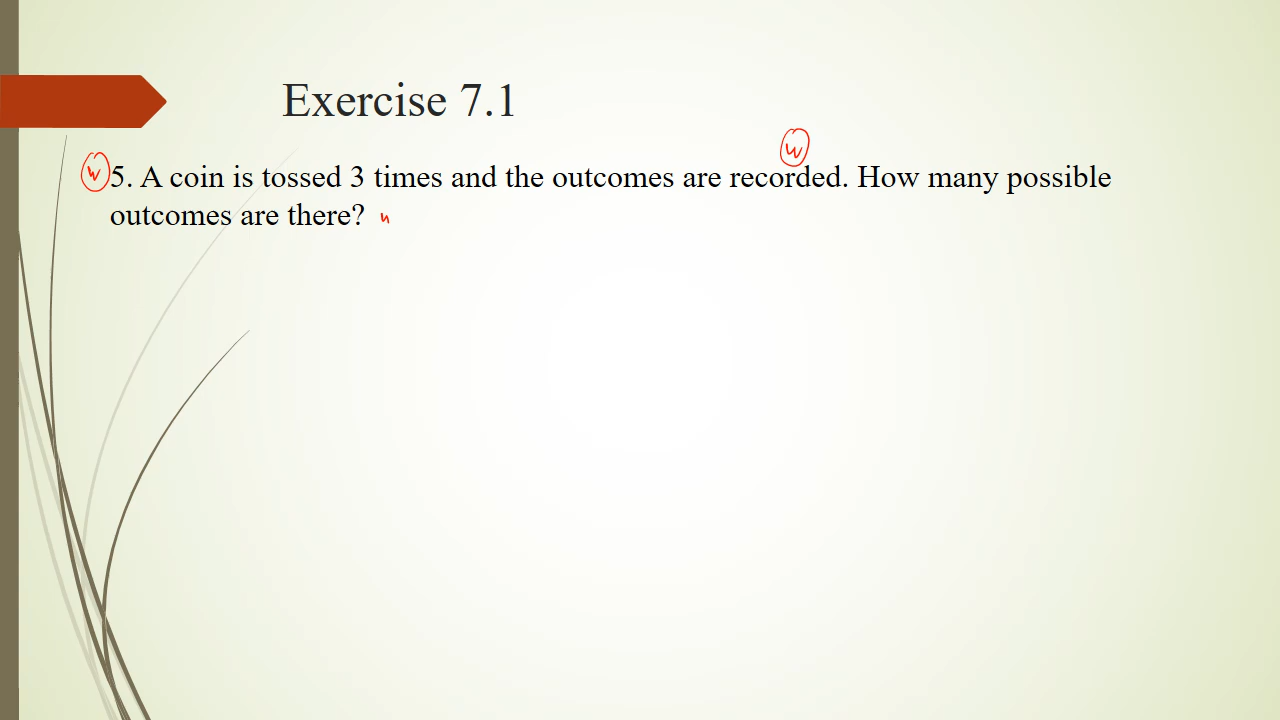 Exercise 7.1
W
W 5. A coin is tossed 3 times and the outcomes are recorded. How many possible
outcomes are there?